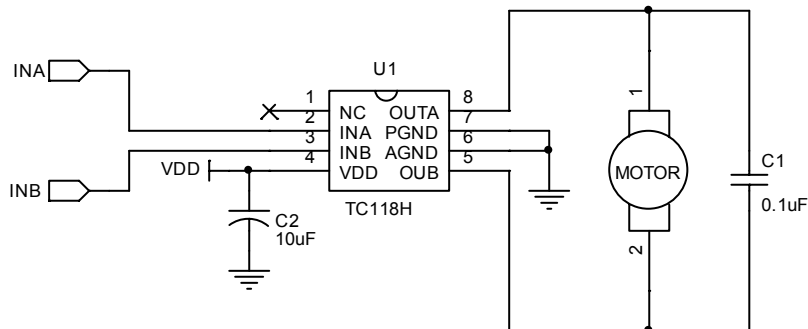 INA
INB
VDD
C2
10uF
U1
1
2
3
4
NC
INA
INB
VDD
OUTA
PGND
AGND
OUB
8
7
6
5
TC118H
1
MOTOR
2
C1
0.1uF